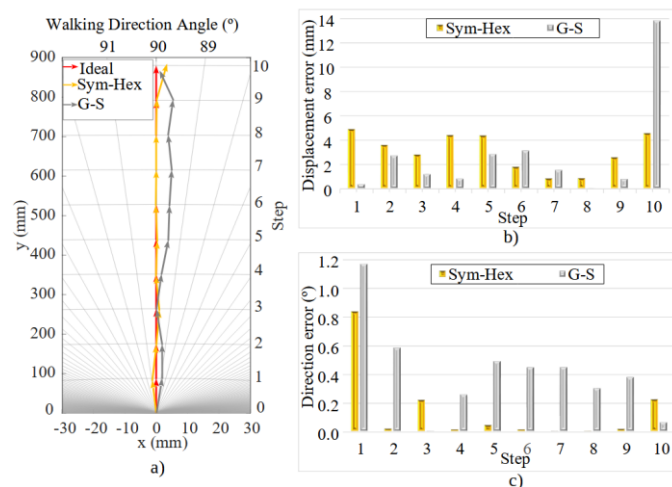 Walking Direction Angle (º)
91 90 89
900
800
700
600
500
400
300
200
100
0
y (mm)
Ideal
Sym-Hex
G-S
10
9
8
7
6
5
4
3
2
1
0
Step
-30 -20 -10 0 10 20 30
x (mm)
a)
Sym-Hex G-S
Displacement error (mm)
14
12
10
8
6
4
2
0
1 2 3 4 5 6 7 8 9 10
Step
b)
Sym-Hex G-S
Direction error (º)
1.2
1.0
0.8
0.6
0.4
0.2
0.0
1 2 3 4 5 6 7 8 9 10
Step
c)